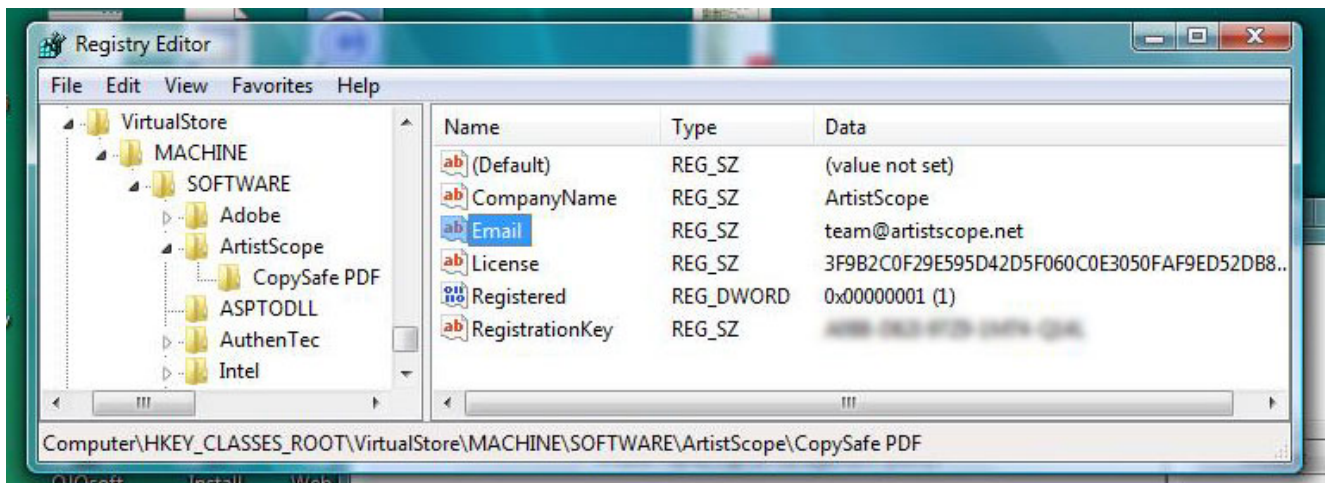 Registry Editor
File Edit View Favorites Help
VirtualStore
MACHINE
SOFTWARE
Adobe
ArtistScope
CopySafe PDF
ASPTODLL
AuthenTec
Intel
Name Type Data
(Default) REG_SZ (value not set)
CompanyName REG_SZ ArtistScope
Email REG_SZ team@artistscope.net
License REG_SZ 3F9B2C0F29E595D42D5F060C0E3050FAF9ED52DB8..
Registered REG_DWORD 0x00000001 (1)
RegistrationKey REG_SZ
Computer\HKEY_CLASSES_ROOT\VirtualStore\MACHINE\SOFTWARE\ArtistScope\CopySafe PDF